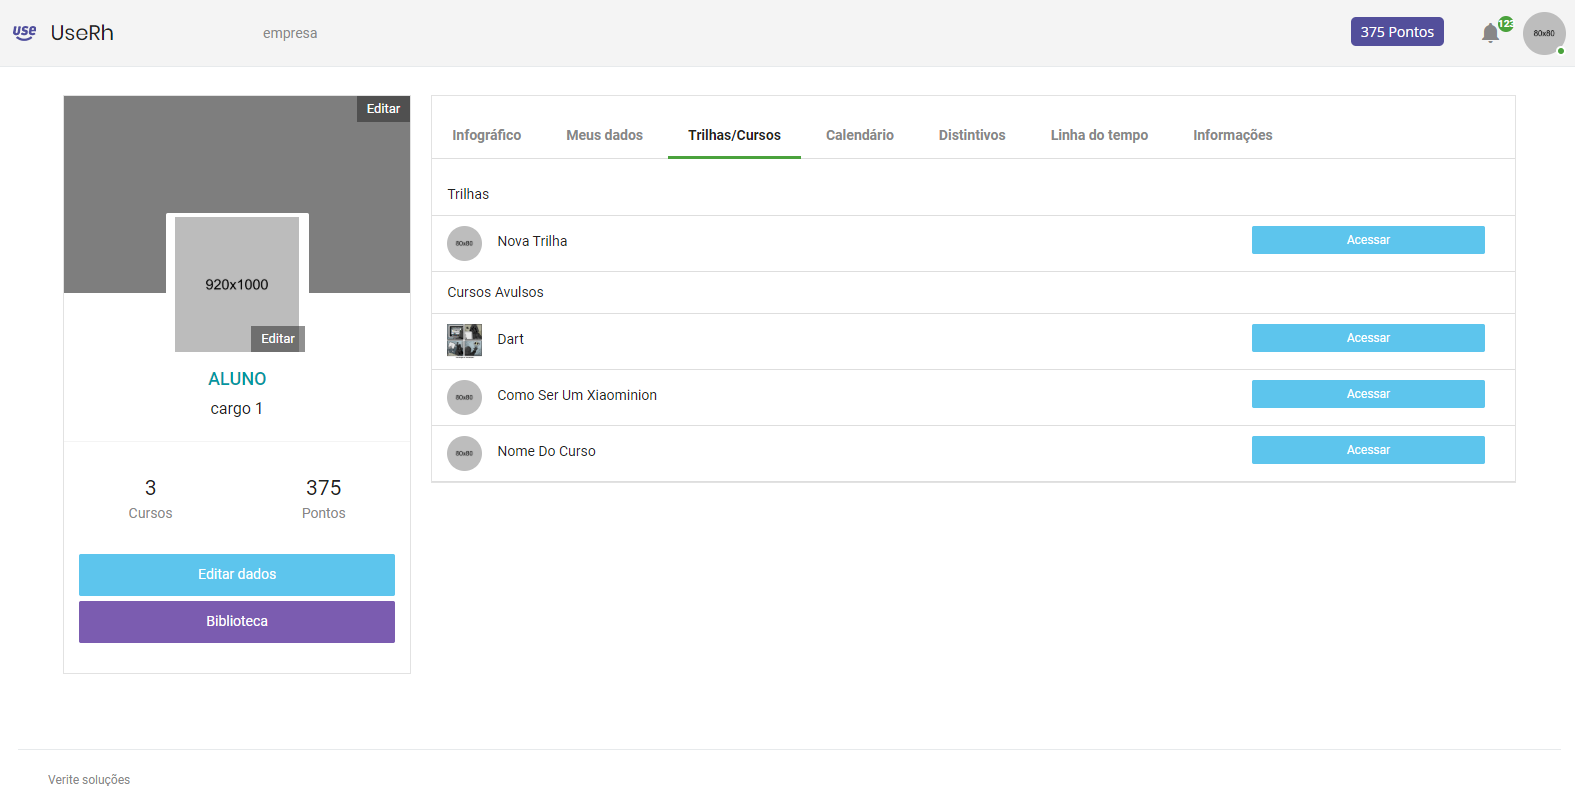 use UseRh
empresa
375 Pontos
123
80x80
Editar
920x1000
Editar
ALUNO
cargo 1
3
Cursos
375
Pontos
Editar dados
Biblioteca
Infográfico
Meus dados
Trilhas/Cursos
Calendário
Distintivos
Linha do tempo
Informações
Trilhas
80x80
Nova Trilha
Acessar
Cursos Avulsos
Dart
Acessar
80x80
Como Ser Um Xiaominion
Acessar
80x80
Nome Do Curso
Acessar
Verite soluções